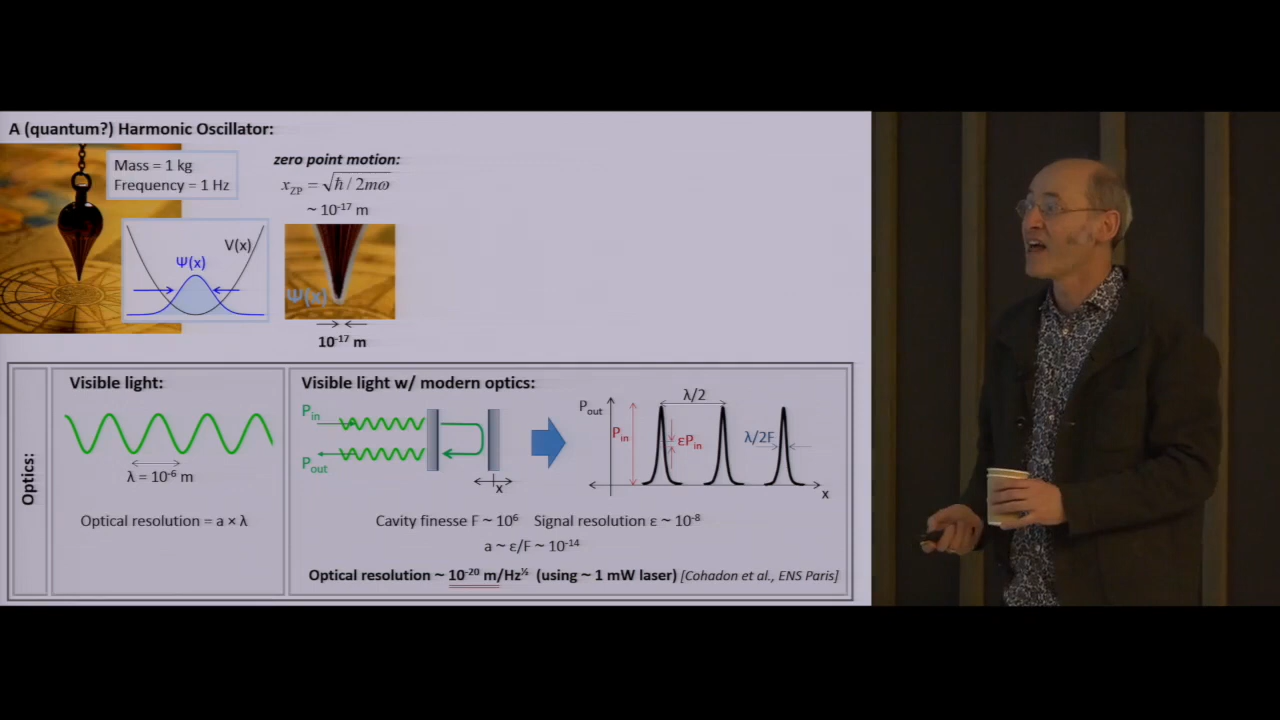 A (quantum?) Harmonic Oscillator:
Mass = 1 kg
Frequency = 1 Hz
zero point motion:
x_ZP = √ħ / 2mω
~ 10⁻¹⁷ m
V(x)
Ψ(x)
Ψ(x)
10⁻¹⁷ m
Optics:
Visible light:
λ = 10⁻⁶ m
Optical resolution = a × λ
Visible light w/ modern optics:
P_in
P_out
x
P_out
λ/2
P_in
εP_in
λ/2F
x
Cavity finesse F ~ 10⁶ Signal resolution ε ~ 10⁻⁸
a ~ ε/F ~ 10⁻¹⁴
Optical resolution ~ 10⁻²⁰ m/Hz^½ (using ~ 1 mW laser) [Cohadon et al., ENS Paris]